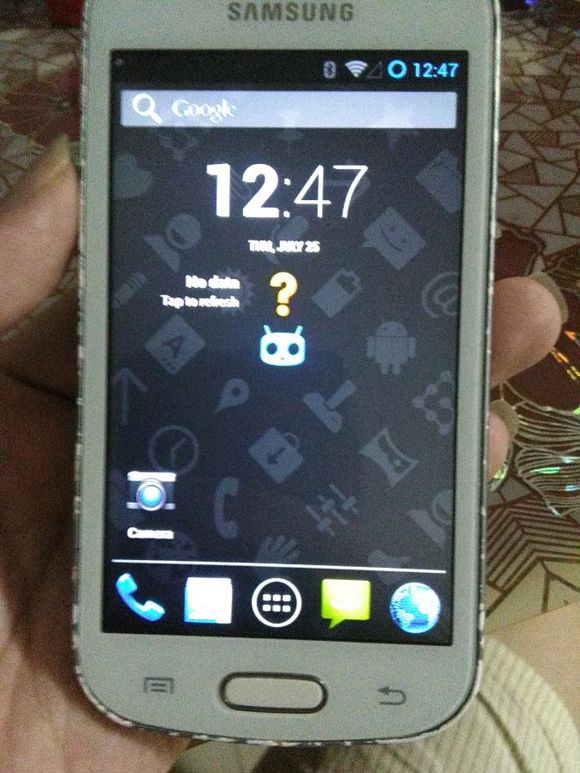 SAMSUNG
12:47
Google
12:47
THU, JULY 25
No data
Tap to refresh
?
A
@
Camera